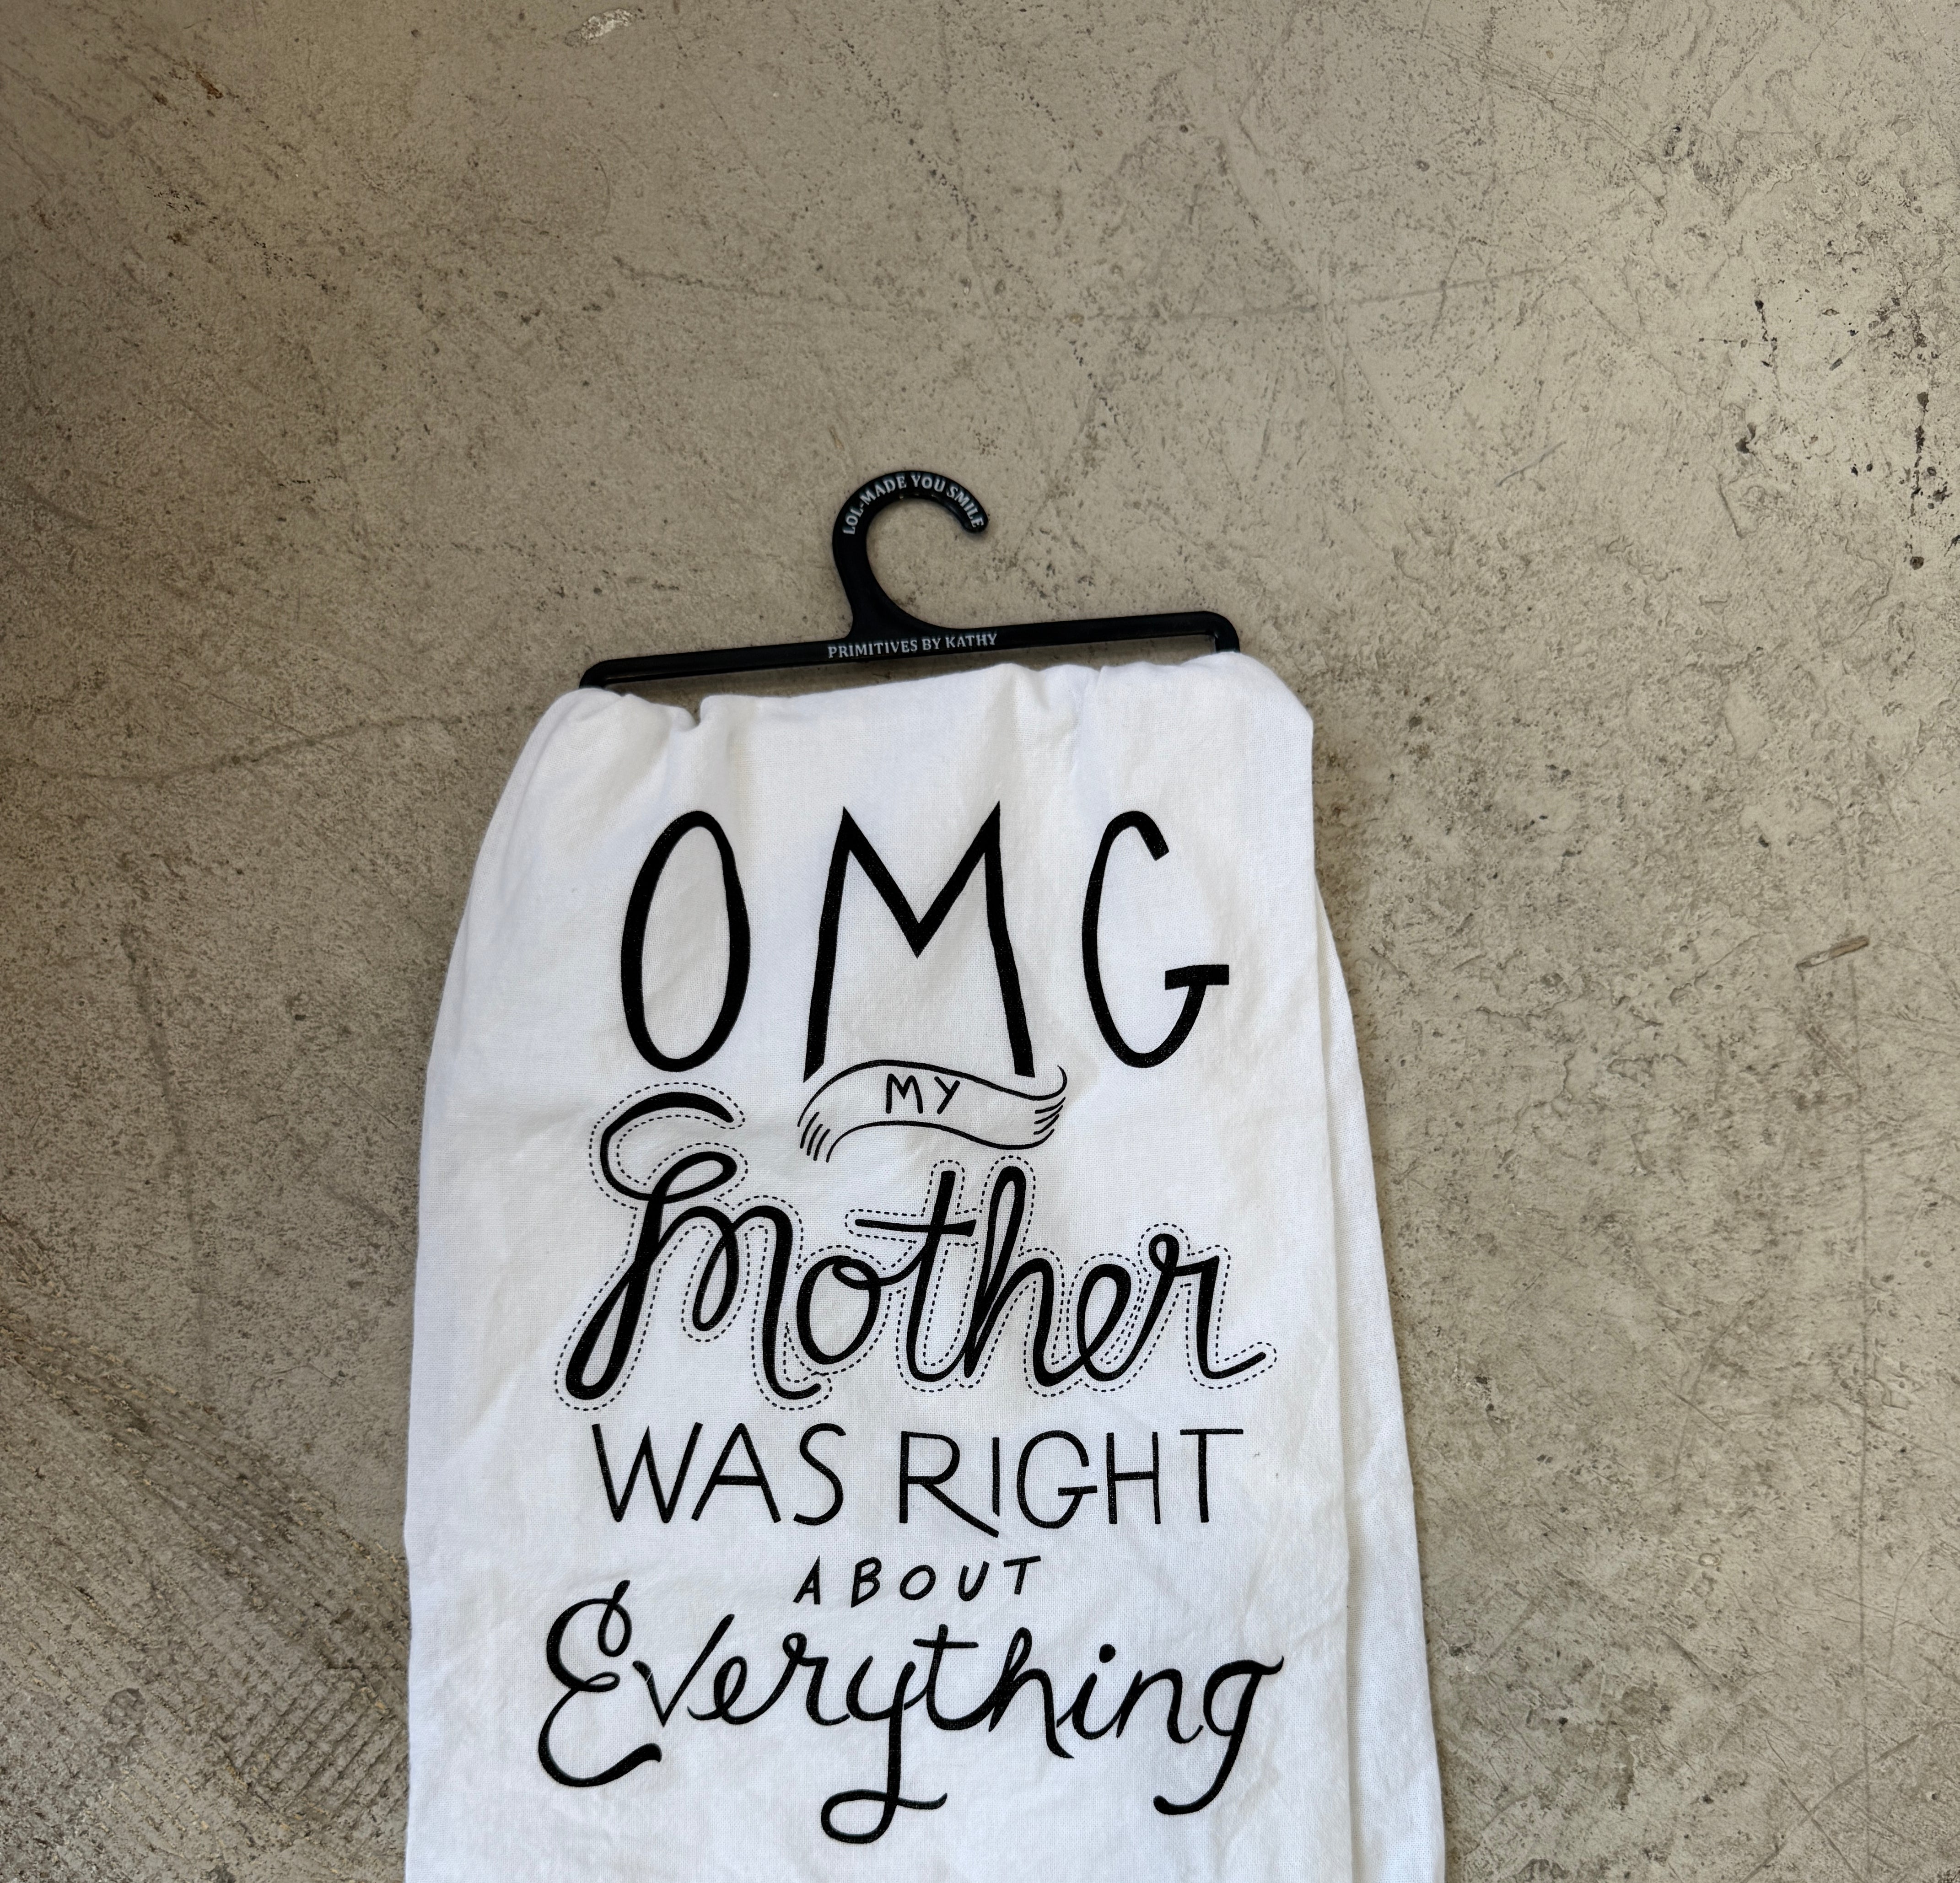 LOL-MADE YOU SMILE
PRIMITIVES BY KATHY
OMG
MY
Mother
WAS RIGHT
ABOUT
Everything